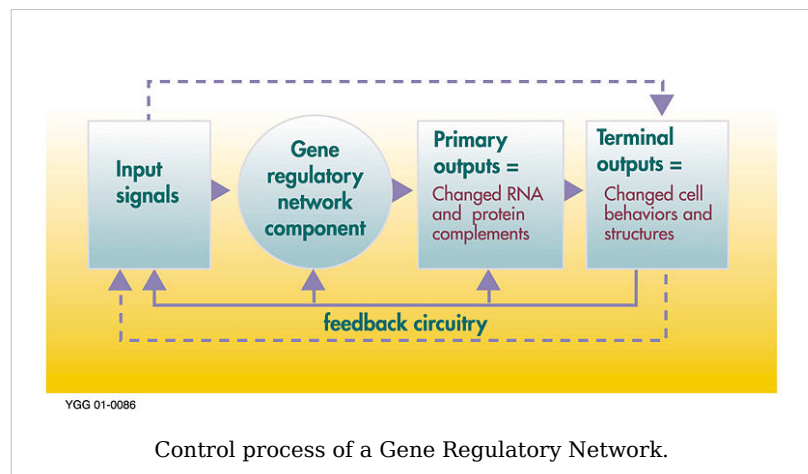 Input
signals
Gene
regulatory
network
component
Primary
outputs =
Changed RNA
and protein
complements
Terminal
outputs =
Changed cell
behaviors and
structures
feedback circuitry
YGG 01-0086
Control process of a Gene Regulatory Network.